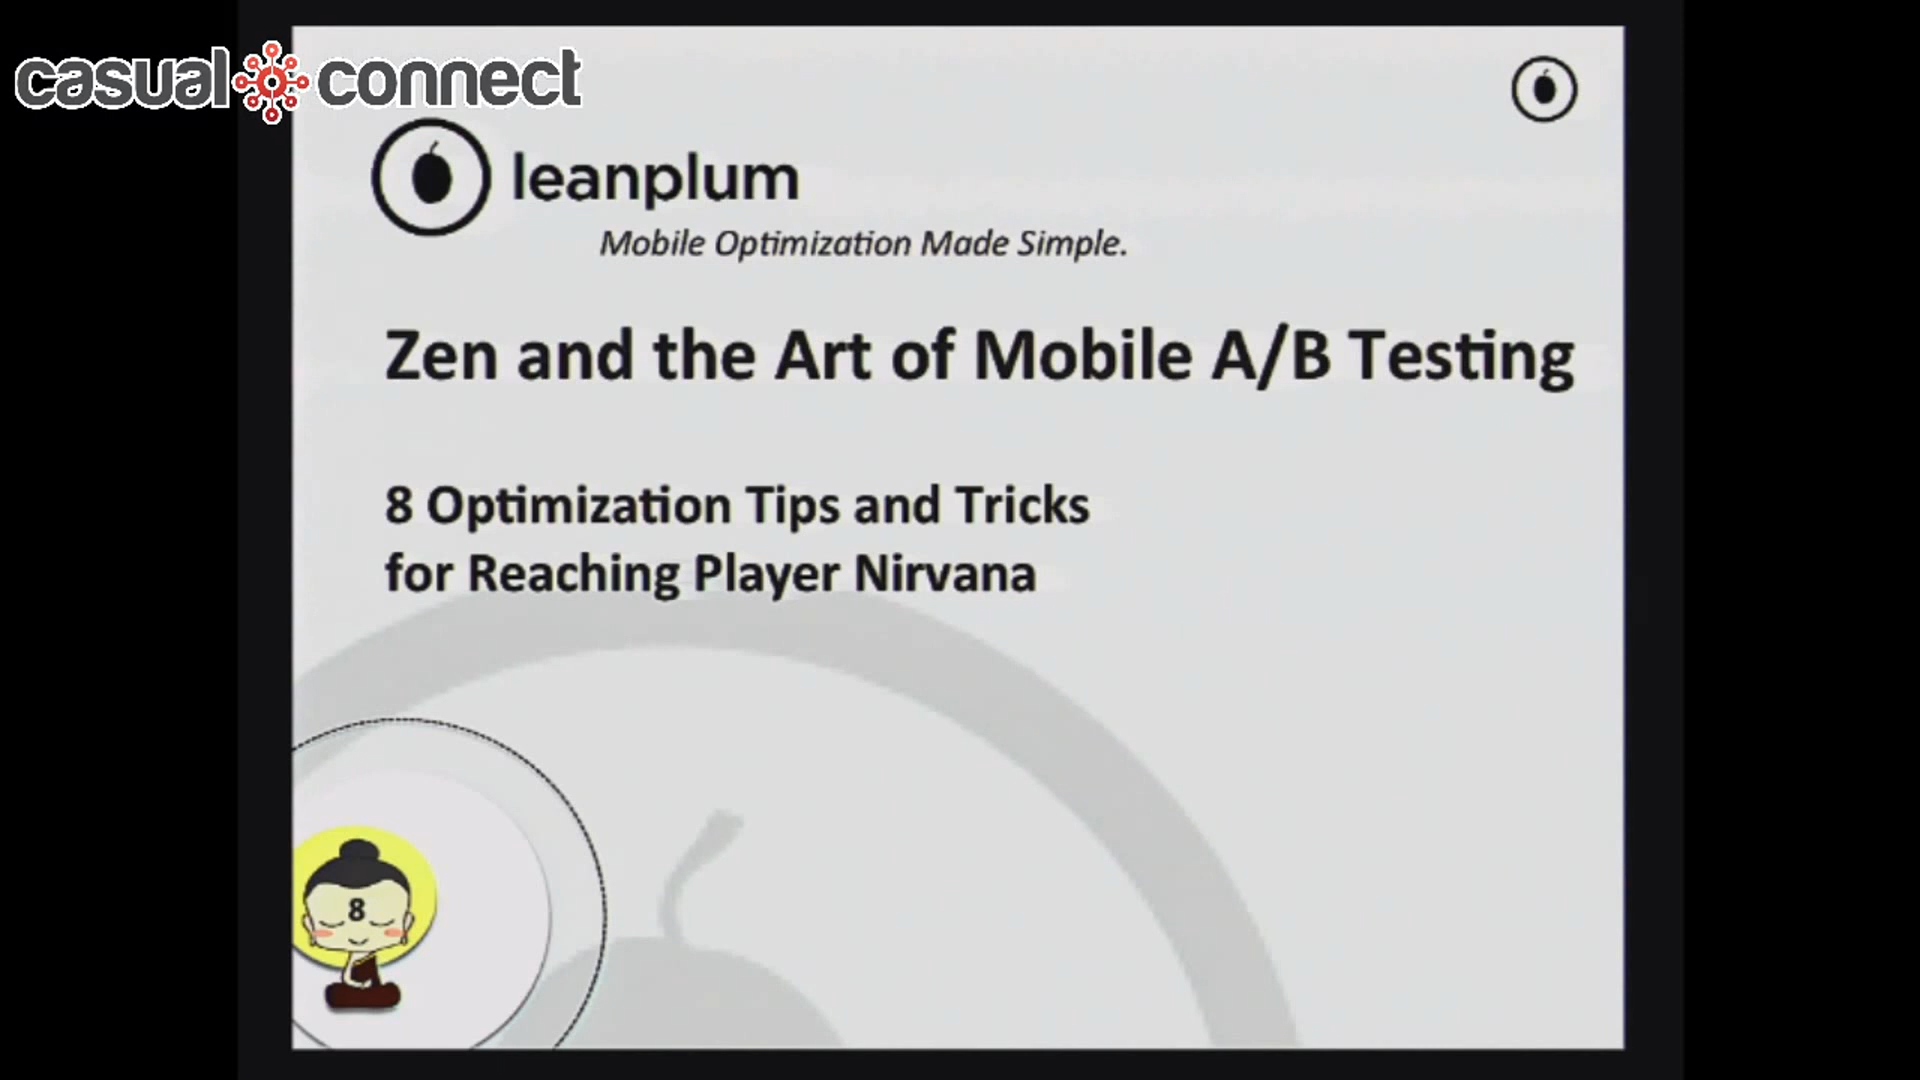 casual connect
leanplum
Mobile Optimization Made Simple.
Zen and the Art of Mobile A/B Testing
8 Optimization Tips and Tricks
for Reaching Player Nirvana
8